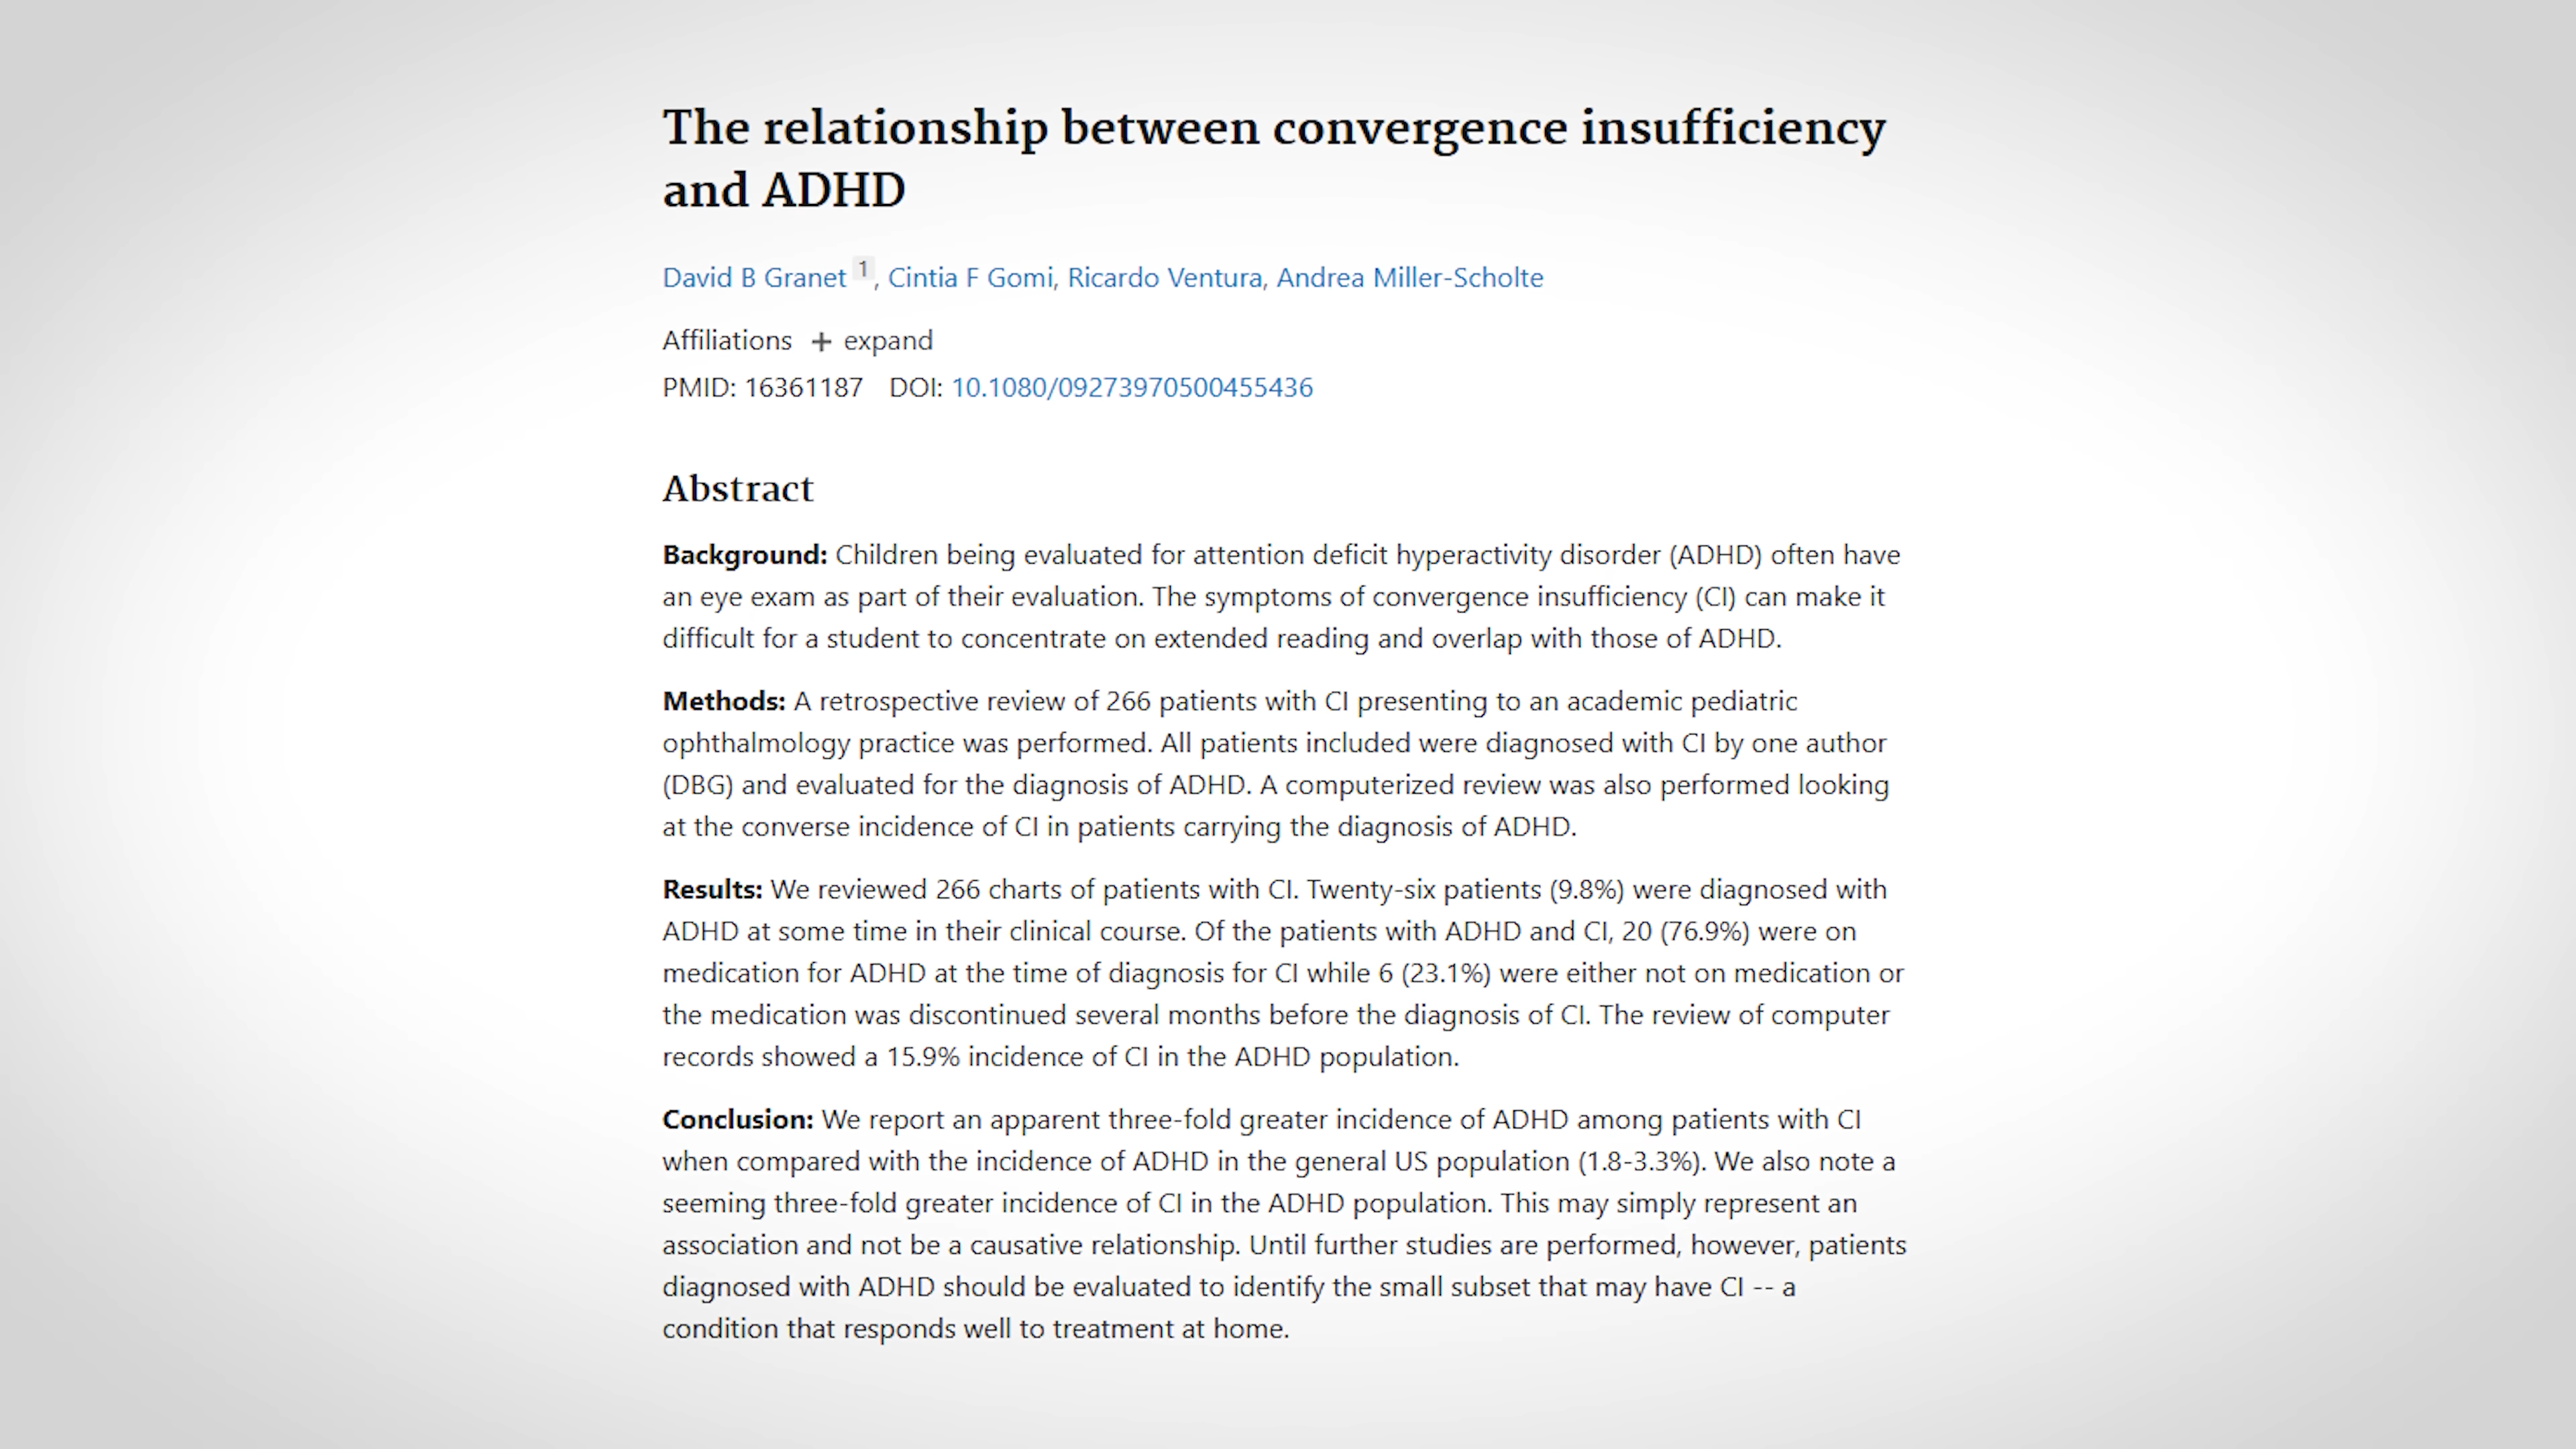 The relationship between convergence insufficiency
and ADHD
David B Granet 1, Cintia F Gomi, Ricardo Ventura, Andrea Miller-Scholte
Affiliations + expand
PMID: 16361187 DOI: 10.1080/09273970500455436
Abstract
Background: Children being evaluated for attention deficit hyperactivity disorder (ADHD) often have
an eye exam as part of their evaluation. The symptoms of convergence insufficiency (CI) can make it
difficult for a student to concentrate on extended reading and overlap with those of ADHD.
Methods: A retrospective review of 266 patients with CI presenting to an academic pediatric
ophthalmology practice was performed. All patients included were diagnosed with CI by one author
(DBG) and evaluated for the diagnosis of ADHD. A computerized review was also performed looking
at the converse incidence of CI in patients carrying the diagnosis of ADHD.
Results: We reviewed 266 charts of patients with CI. Twenty-six patients (9.8%) were diagnosed with
ADHD at some time in their clinical course. Of the patients with ADHD and CI, 20 (76.9%) were on
medication for ADHD at the time of diagnosis for CI while 6 (23.1%) were either not on medication or
the medication was discontinued several months before the diagnosis of CI. The review of computer
records showed a 15.9% incidence of CI in the ADHD population.
Conclusion: We report an apparent three-fold greater incidence of ADHD among patients with CI
when compared with the incidence of ADHD in the general US population (1.8-3.3%). We also note a
seeming three-fold greater incidence of CI in the ADHD population. This may simply represent an
association and not be a causative relationship. Until further studies are performed, however, patients
diagnosed with ADHD should be evaluated to identify the small subset that may have CI -- a
condition that responds well to treatment at home.